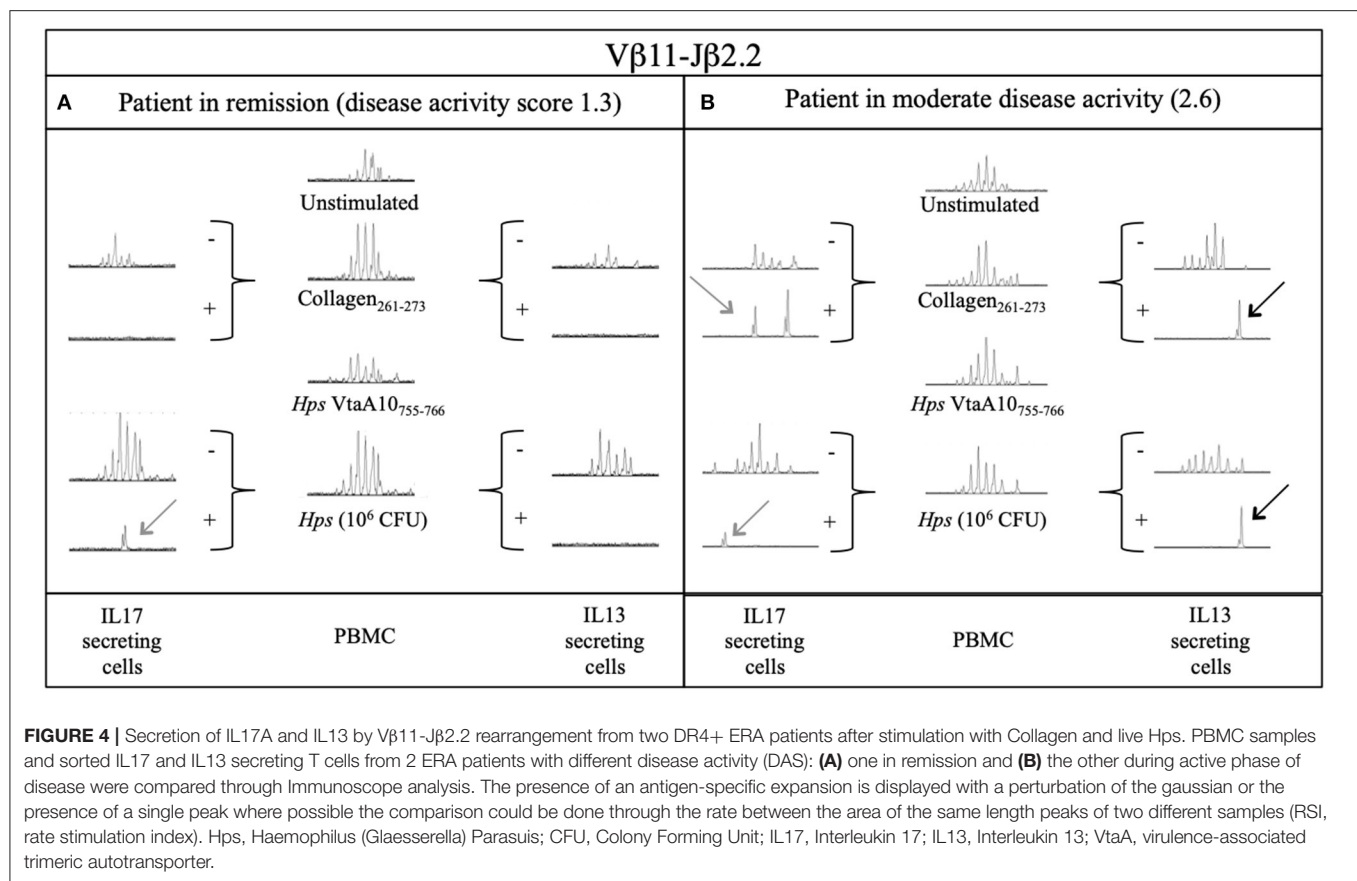 Vβ11-Jβ2.2
A Patient in remission (disease acrivity score 1.3)
B Patient in moderate disease acrivity (2.6)
Unstimulated
-
-
Collagen261-273
+
+
Hps VtaA10755-766
-
-
Hps (10⁶ CFU)
+
+
Unstimulated
-
-
Collagen261-273
+
+
Hps VtaA10755-766
-
-
Hps (10⁶ CFU)
+
+
IL17
secreting
cells
PBMC
IL13
secreting
cells
IL17
secreting
cells
PBMC
IL13
secreting
cells
FIGURE 4 | Secretion of IL17A and IL13 by Vβ11-Jβ2.2 rearrangement from two DR4+ ERA patients after stimulation with Collagen and live Hps. PBMC samples
and sorted IL17 and IL13 secreting T cells from 2 ERA patients with different disease activity (DAS): (A) one in remission and (B) the other during active phase of
disease were compared through Immunoscope analysis. The presence of an antigen-specific expansion is displayed with a perturbation of the gaussian or the
presence of a single peak where possible the comparison could be done through the rate between the area of the same length peaks of two different samples (RSI,
rate stimulation index). Hps, Haemophilus (Glaesserella) Parasuis; CFU, Colony Forming Unit; IL17, Interleukin 17; IL13, Interleukin 13; VtaA, virulence-associated
trimeric autotransporter.